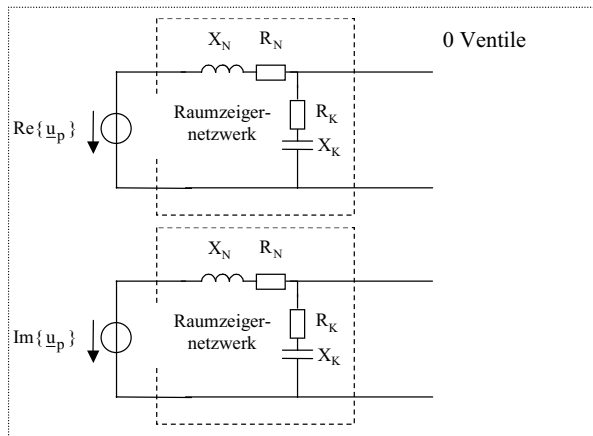 0 Ventile
X_N R_N
Re{u_p}
Raumzeiger-
netzwerk
R_K
X_K
X_N R_N
Im{u_p}
Raumzeiger-
netzwerk
R_K
X_K